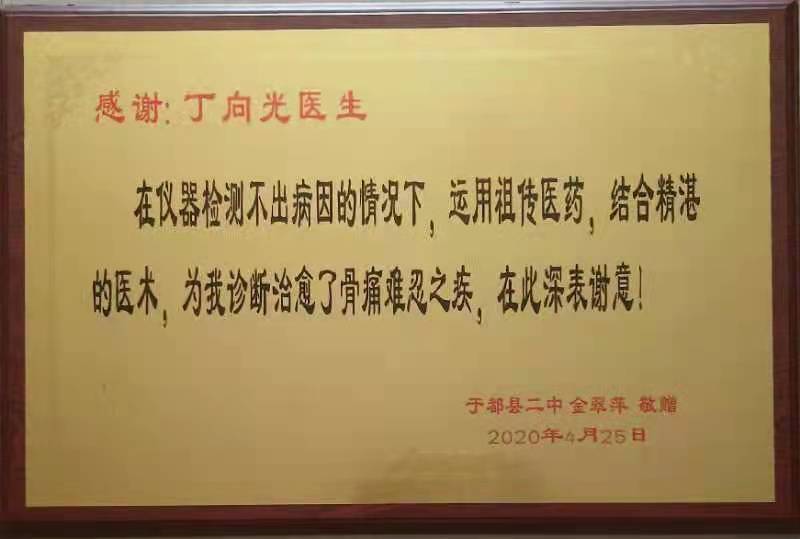 感谢：丁向光医生
在仪器检测不出病因的情况下，运用祖传医药，结合精湛
的医术，为我诊断治愈了骨痛难忍之疾，在此深表谢意！
于都县二中 金翠萍 敬赠
2020年4月25日